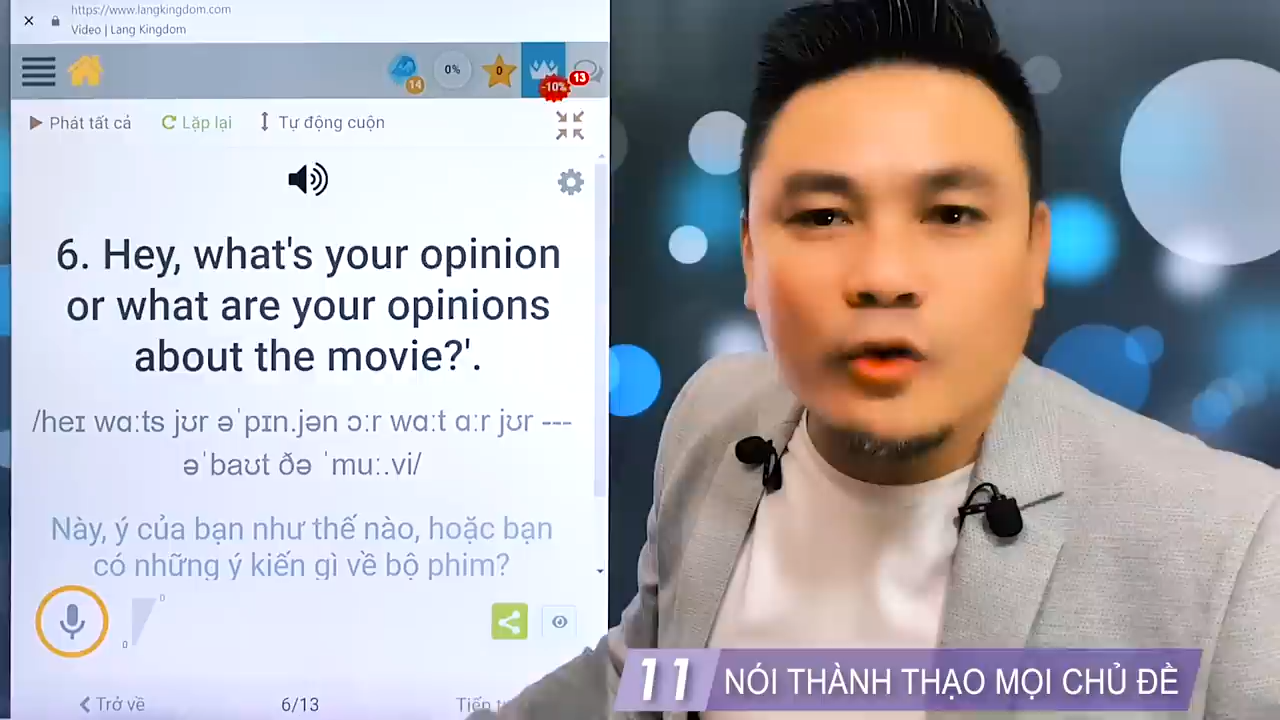 https://www.langkingdom.com
Video | Lang Kingdom
14
0%
0
-10%
13
Phát tất cả
Lặp lại
Tự động cuộn
6. Hey, what's your opinion
or what are your opinions
about the movie?'.
/heɪ wɑːts jʊr əˈpɪn.jən ɔːr wɑːt ɑːr jʊr ---
əˈbaʊt ðə ˈmuː.vi/
Này, ý của bạn như thế nào, hoặc bạn
có những ý kiến gì về bộ phim?
0
0
Trở về
6/13
Tiếp
11 NÓI THÀNH THẠO MỌI CHỦ ĐỀ